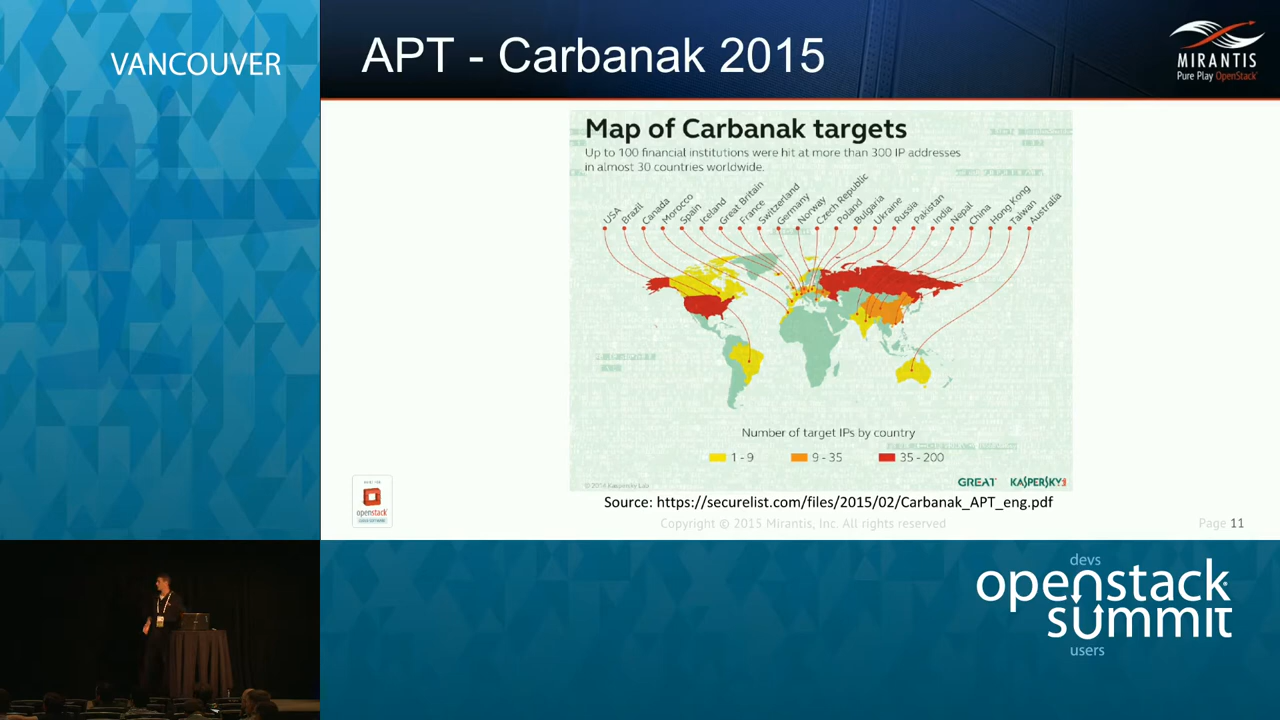 VANCOUVER
APT - Carbanak 2015
MIRANTIS
Pure Play OpenStack
Map of Carbanak targets
Up to 100 financial institutions were hit at more than 300 IP addresses
in almost 30 countries worldwide.
USA
Brazil
Canada
Morocco
Spain
Iceland
Great Britain
France
Switzerland
Germany
Norway
Czech Republic
Poland
Bulgaria
Ukraine
Russia
Pakistan
India
Nepal
China
Hong Kong
Taiwan
Australia
Number of target IPs by country
1 - 9
9 - 35
35 - 200
GREAT
KASPERSKY
Source: https://securelist.com/files/2015/02/Carbanak_APT_eng.pdf
openstack
Copyright © 2015 Mirantis, Inc. All rights reserved
Page 11
devs
openstack
summit
users